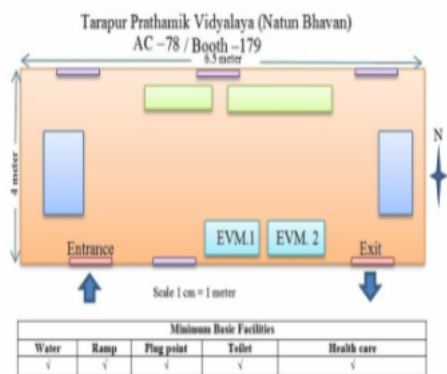 Tarapur Prathamik Vidyalaya (Natun Bhavan)
AC –78 / Booth –179
6.5 meter
4 meter
N
EVM.1 EVM. 2
Entrance Exit
Scale 1 cm = 1 meter
Minimum Basic Facilities
Water Ramp Plug point Toilet Health care
√ √ √ √ √